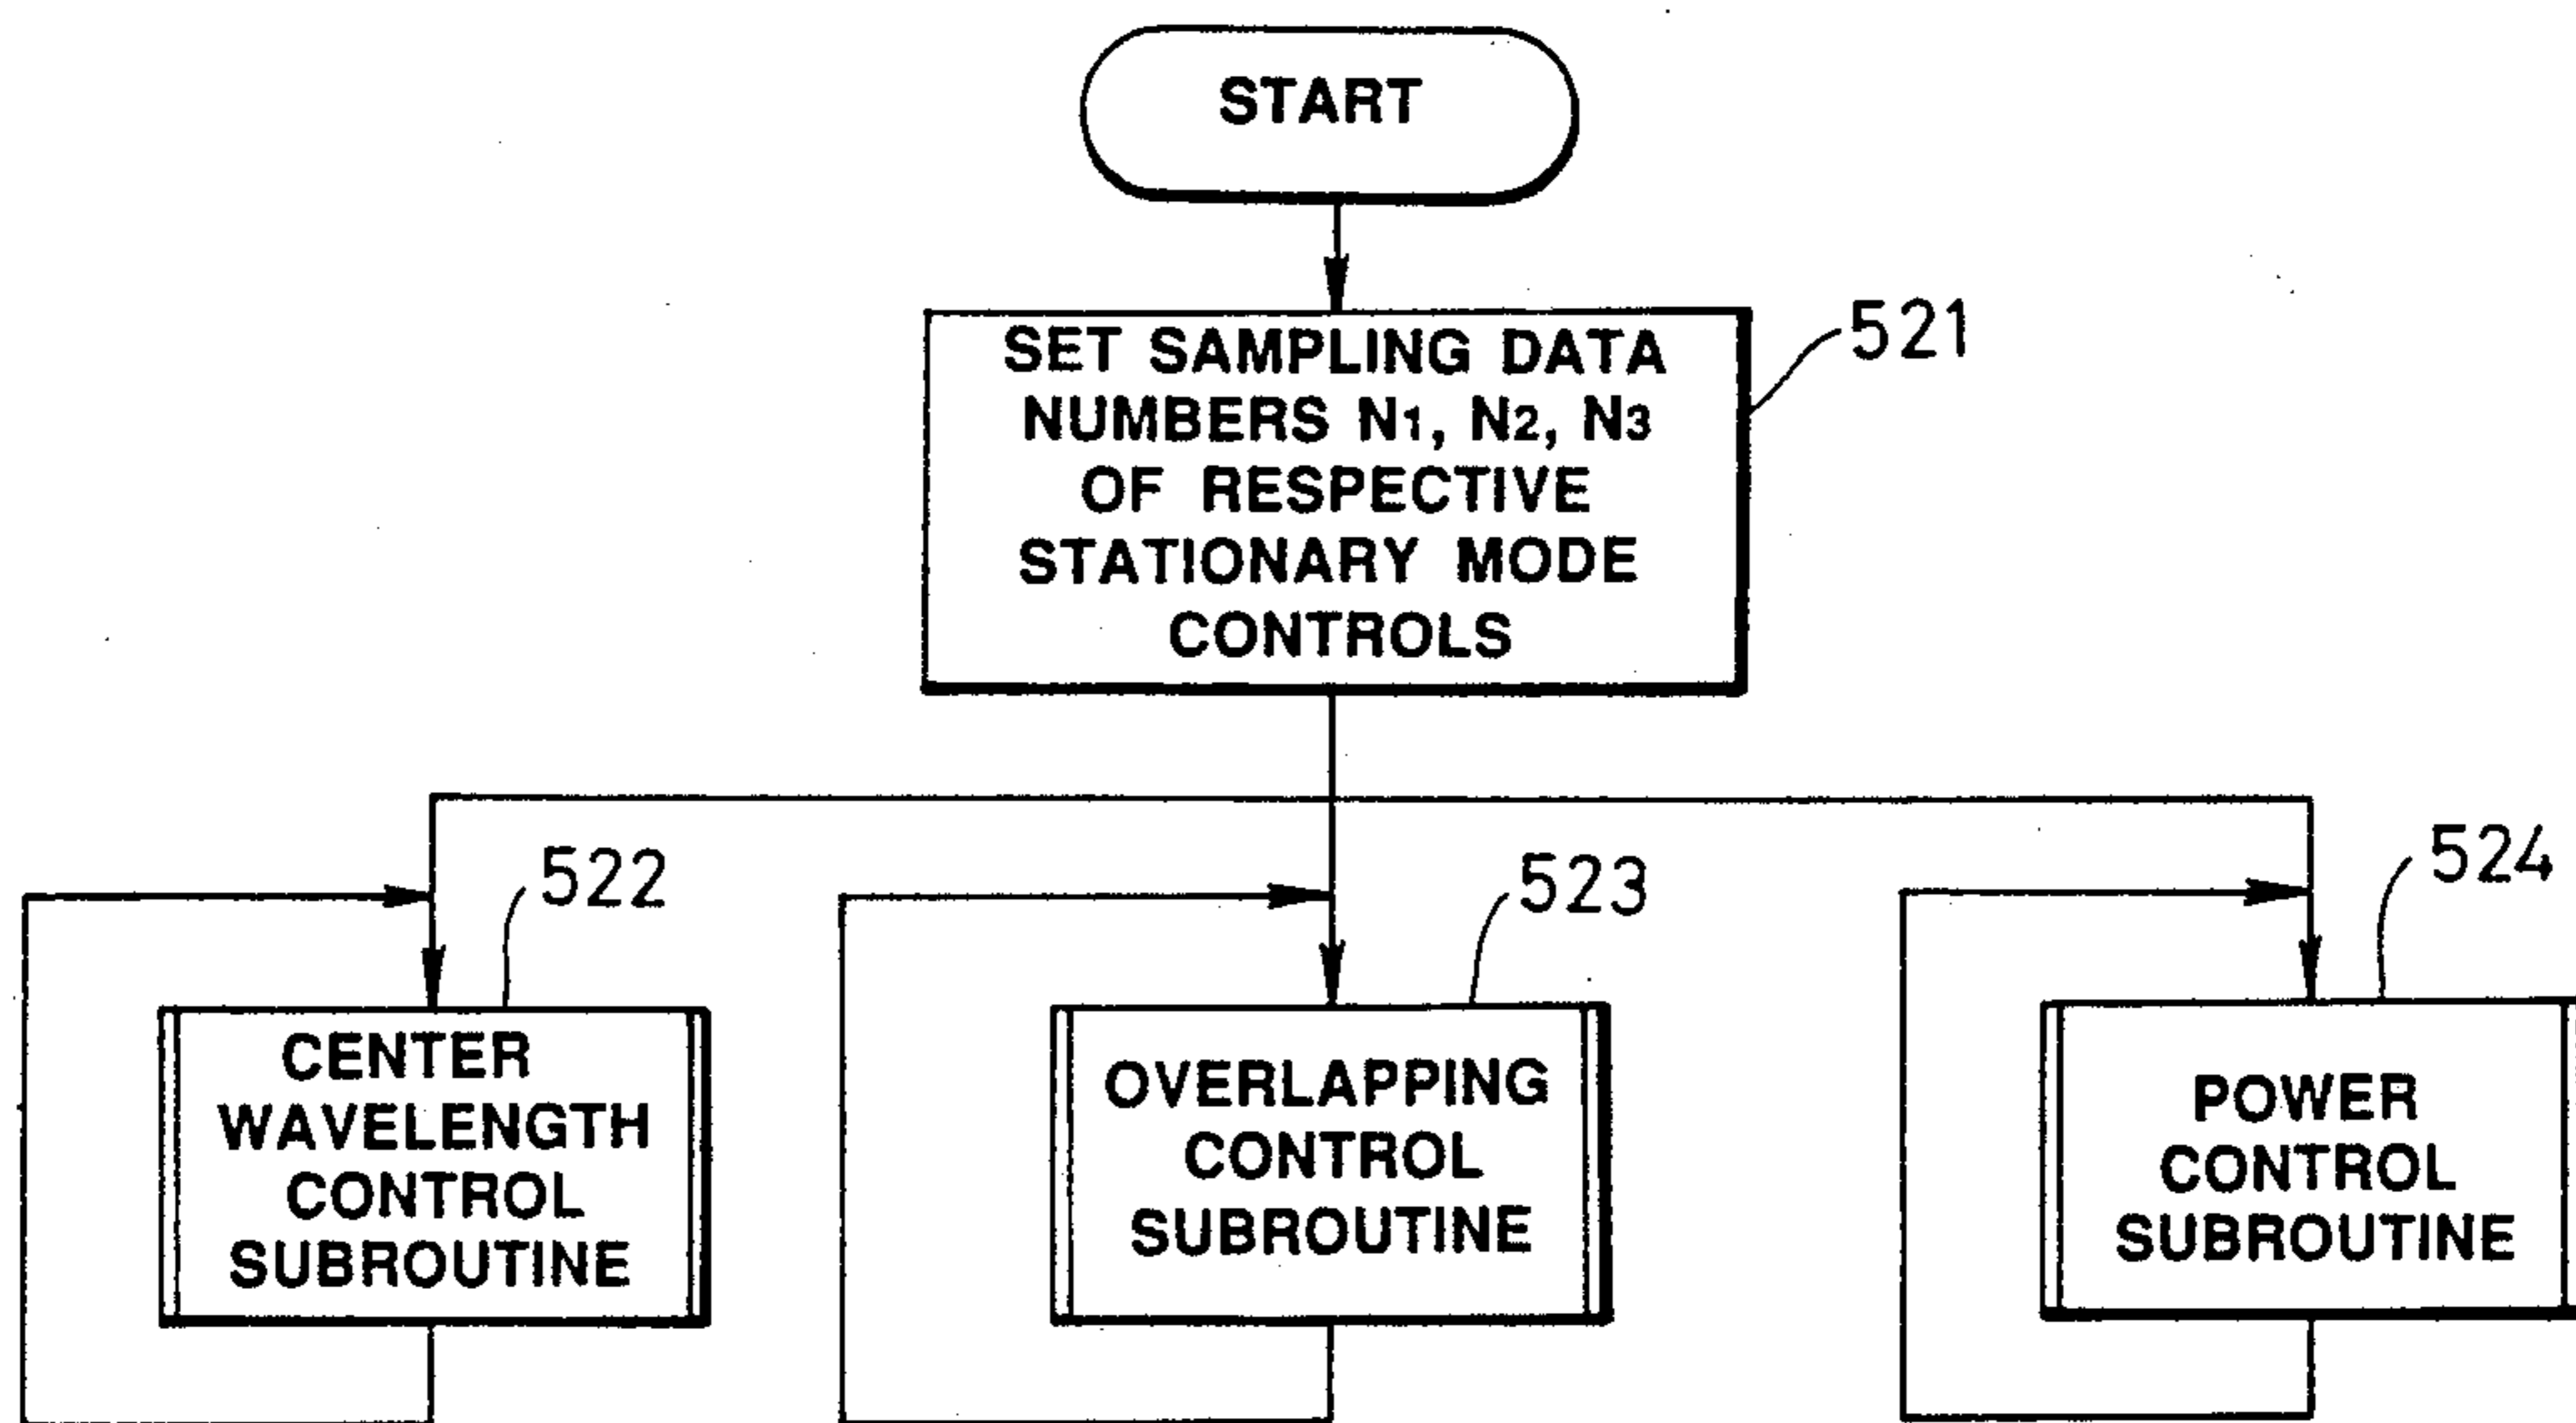 START
SET SAMPLING DATA
NUMBERS N1, N2, N3
OF RESPECTIVE
STATIONARY MODE
CONTROLS
521
522
CENTER
WAVELENGTH
CONTROL
SUBROUTINE
523
OVERLAPPING
CONTROL
SUBROUTINE
524
POWER
CONTROL
SUBROUTINE